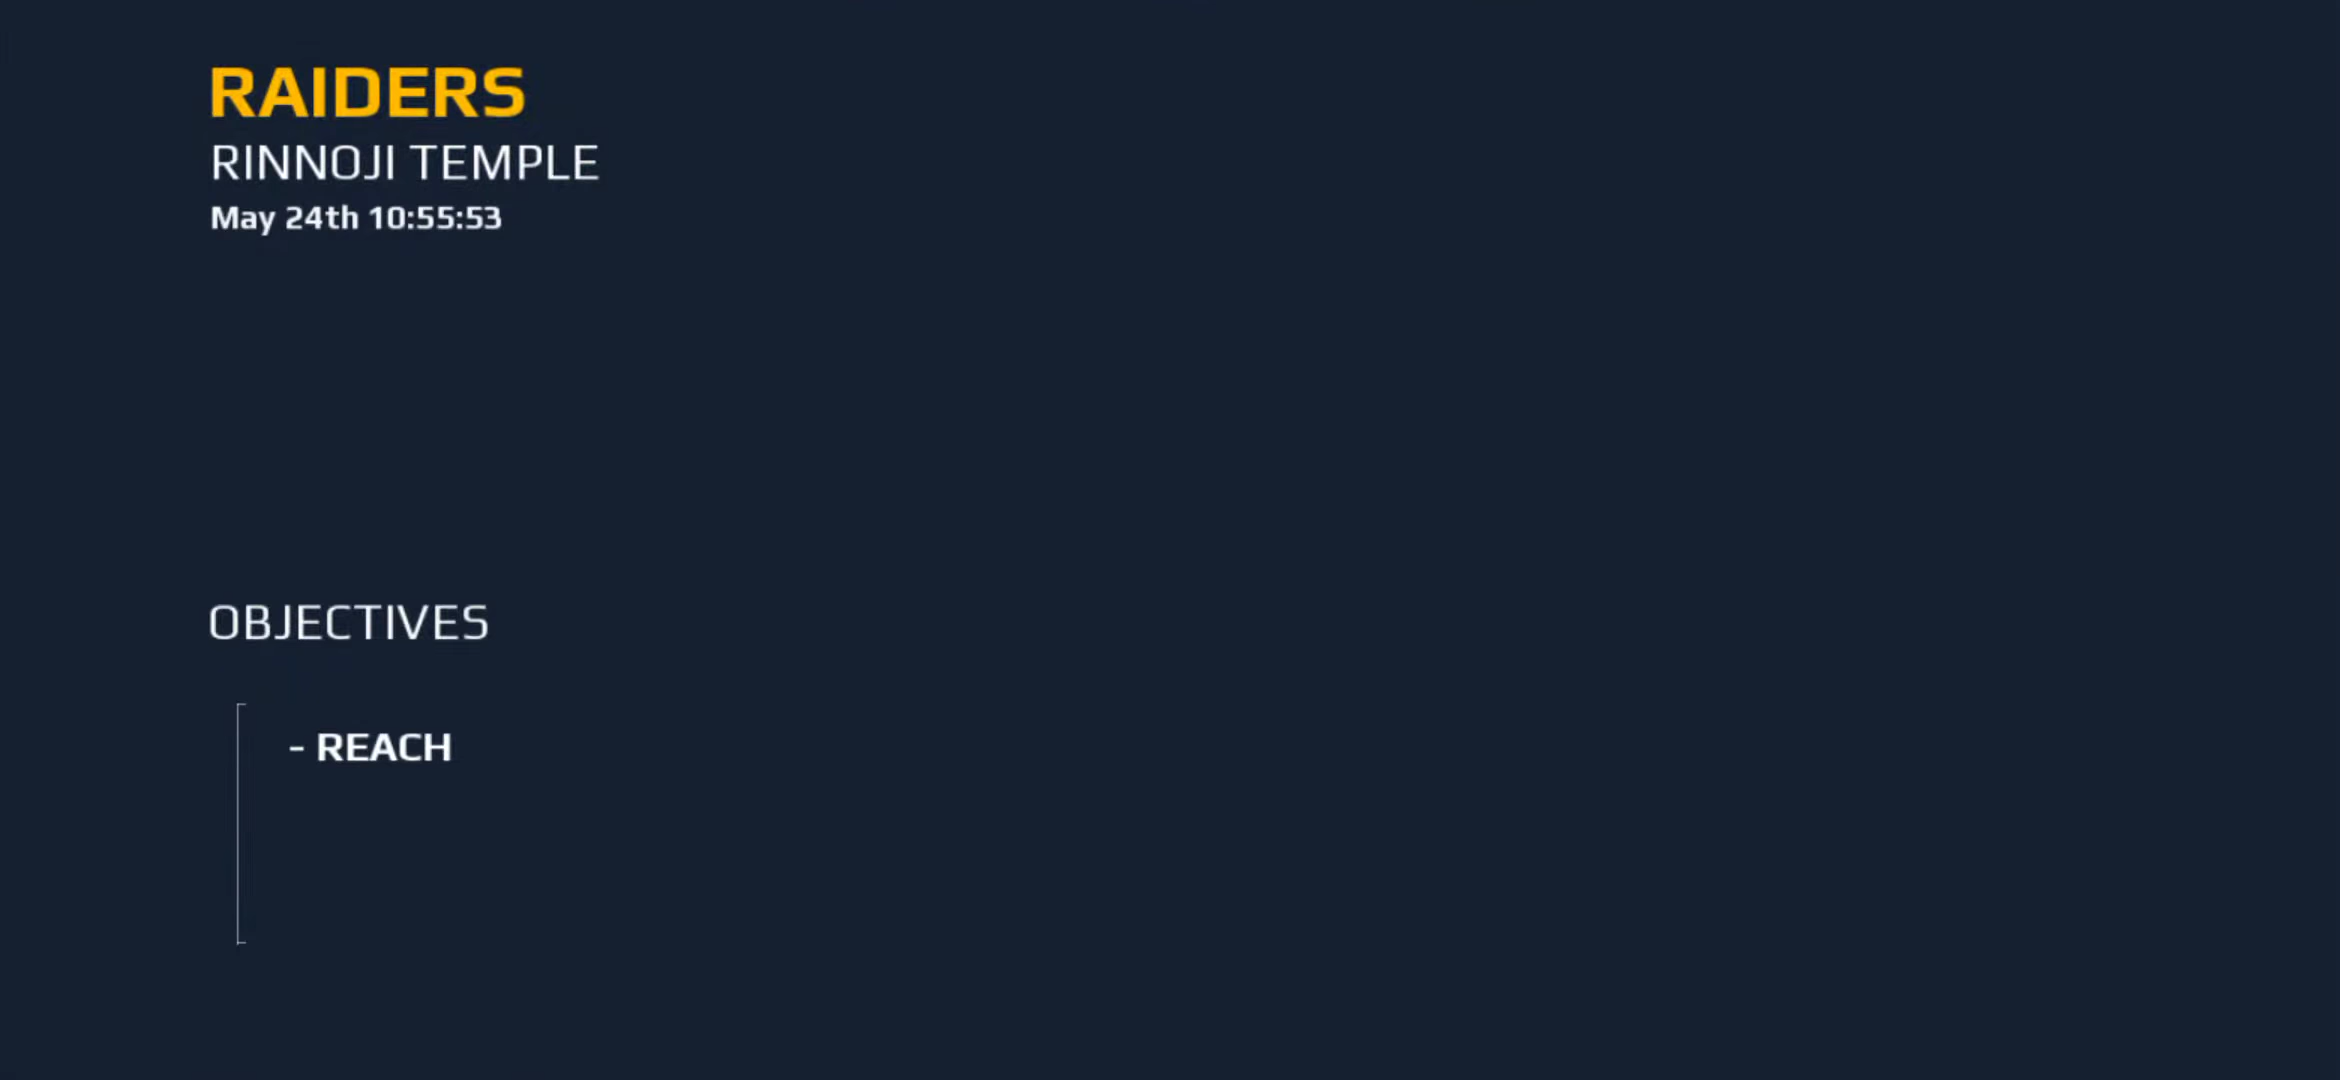 RAIDERS
RINNOJI TEMPLE
May 24th 10:55:53
OBJECTIVES
- REACH